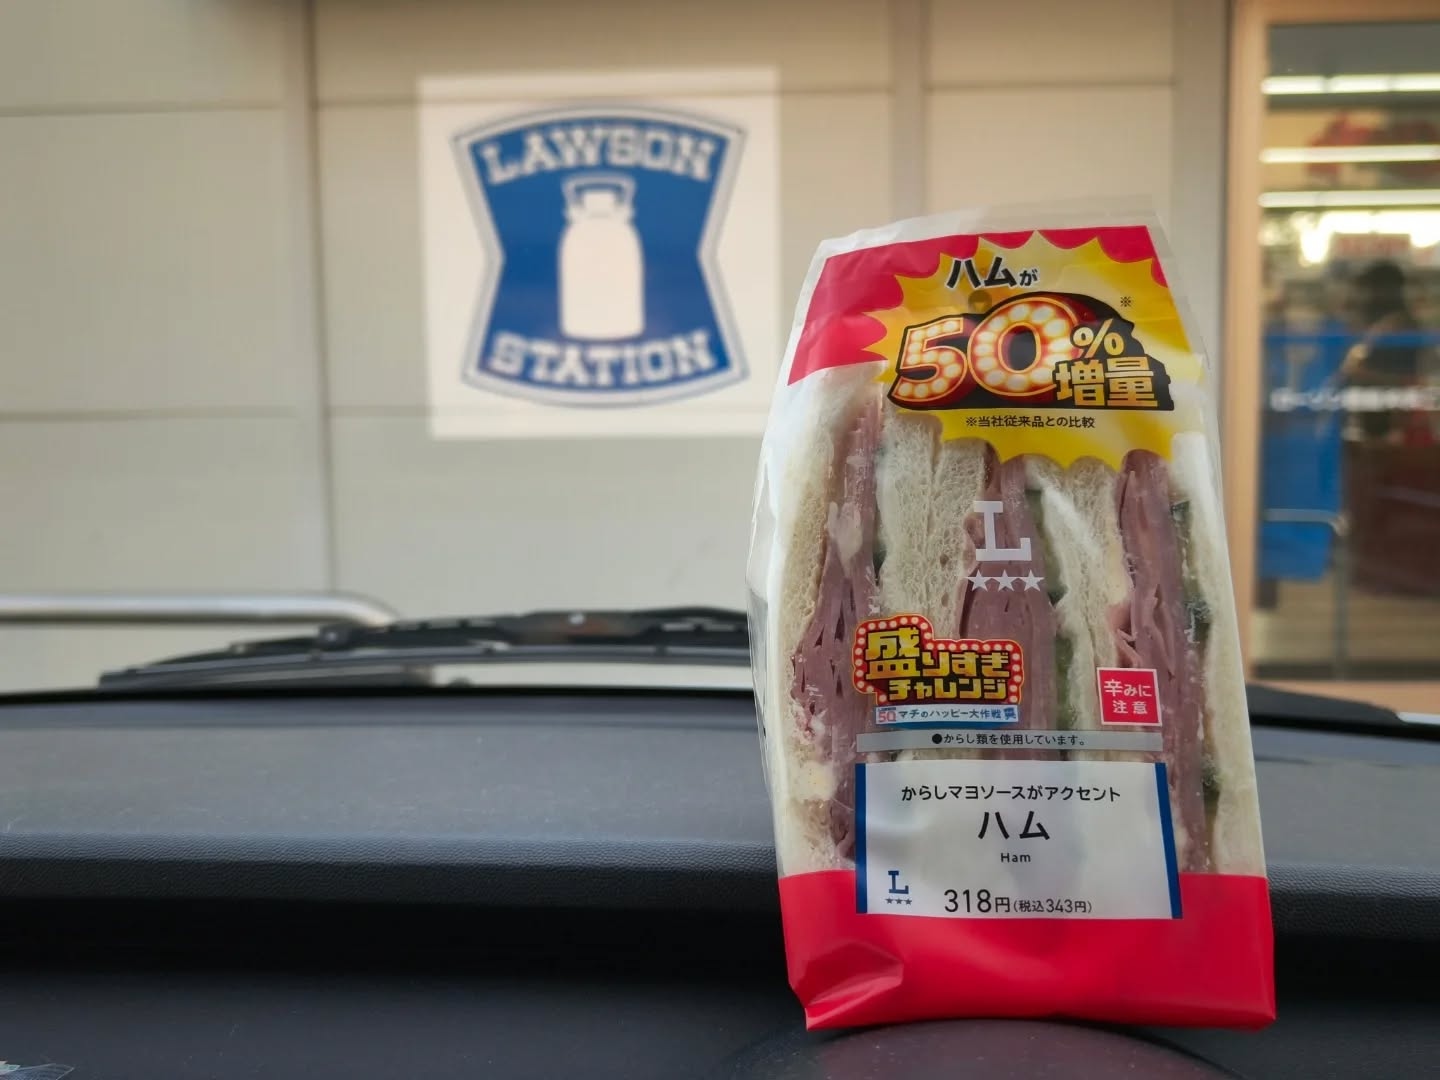 LAWSON
STATION
ハムが
50%※
増量
※当社従来品との比較
L
盛りすぎ
チャレンジ
50 マチのハッピー大作戦
辛みに
注意
●からし類を使用しています。
からしマヨソースがアクセント
ハム
Ham
L
318円(税込343円)